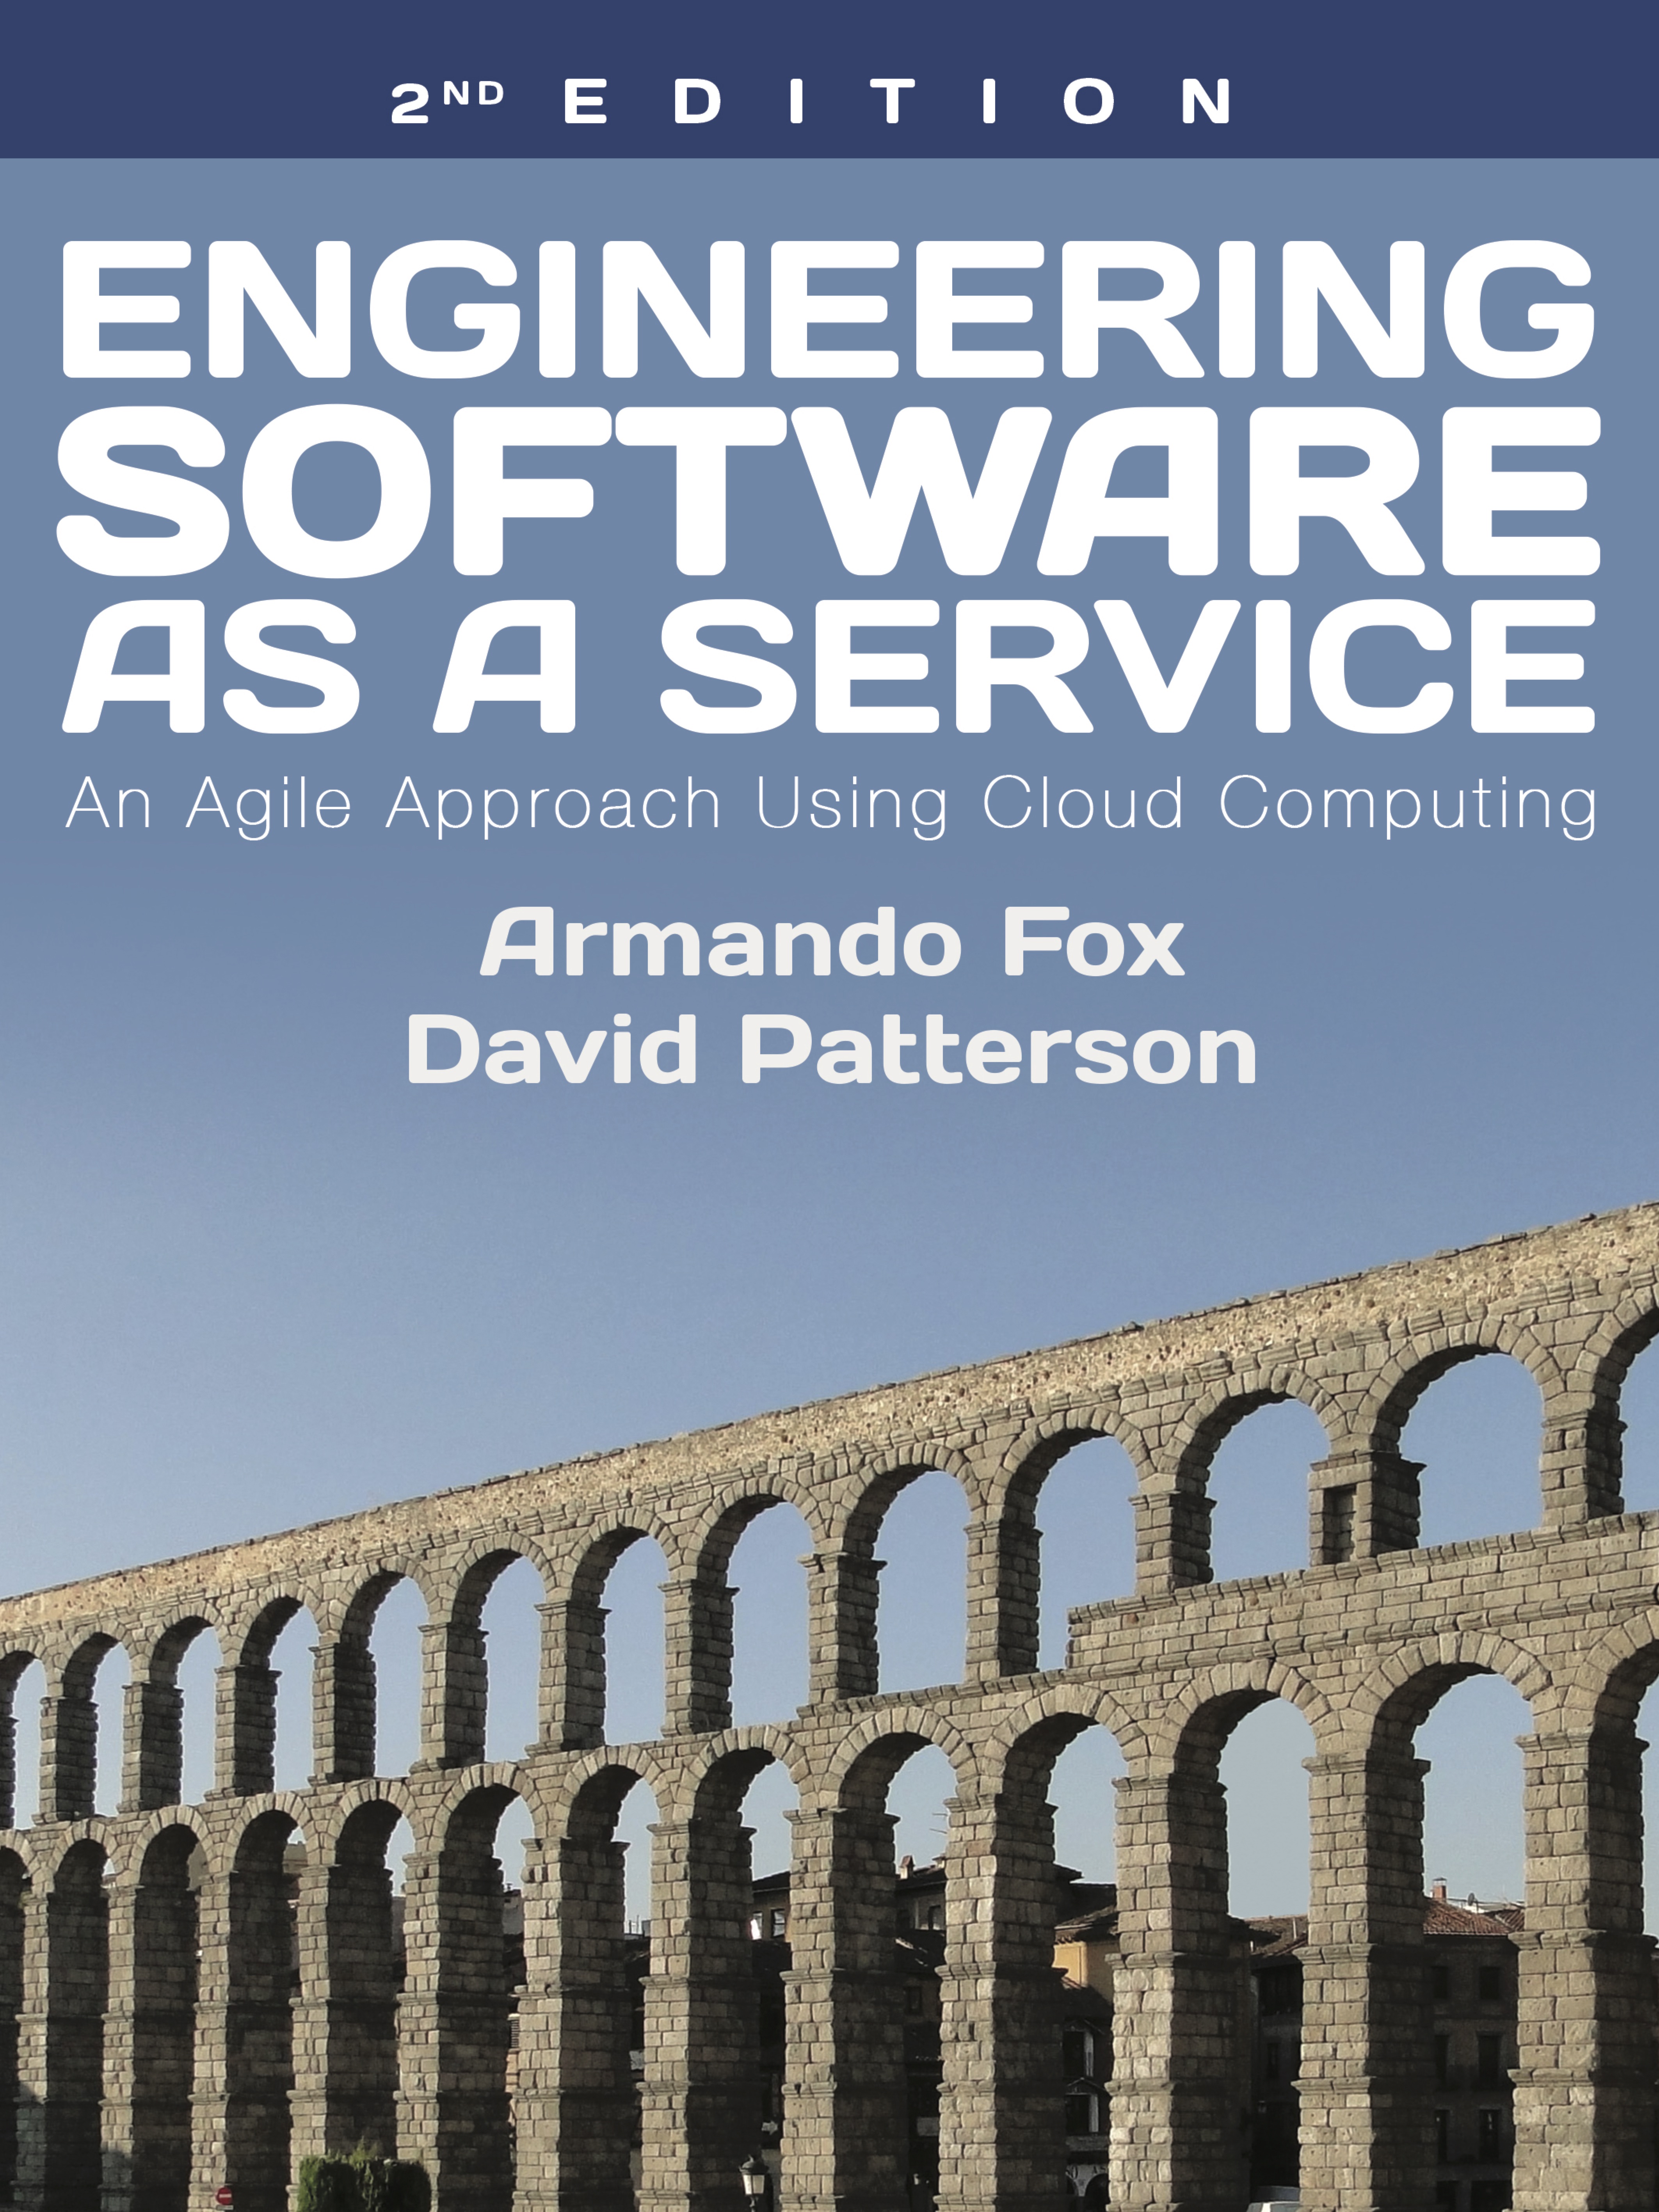 2ND EDITION
ENGINEERING
SOFTWARE
AS A SERVICE
An Agile Approach Using Cloud Computing
Armando Fox
David Patterson